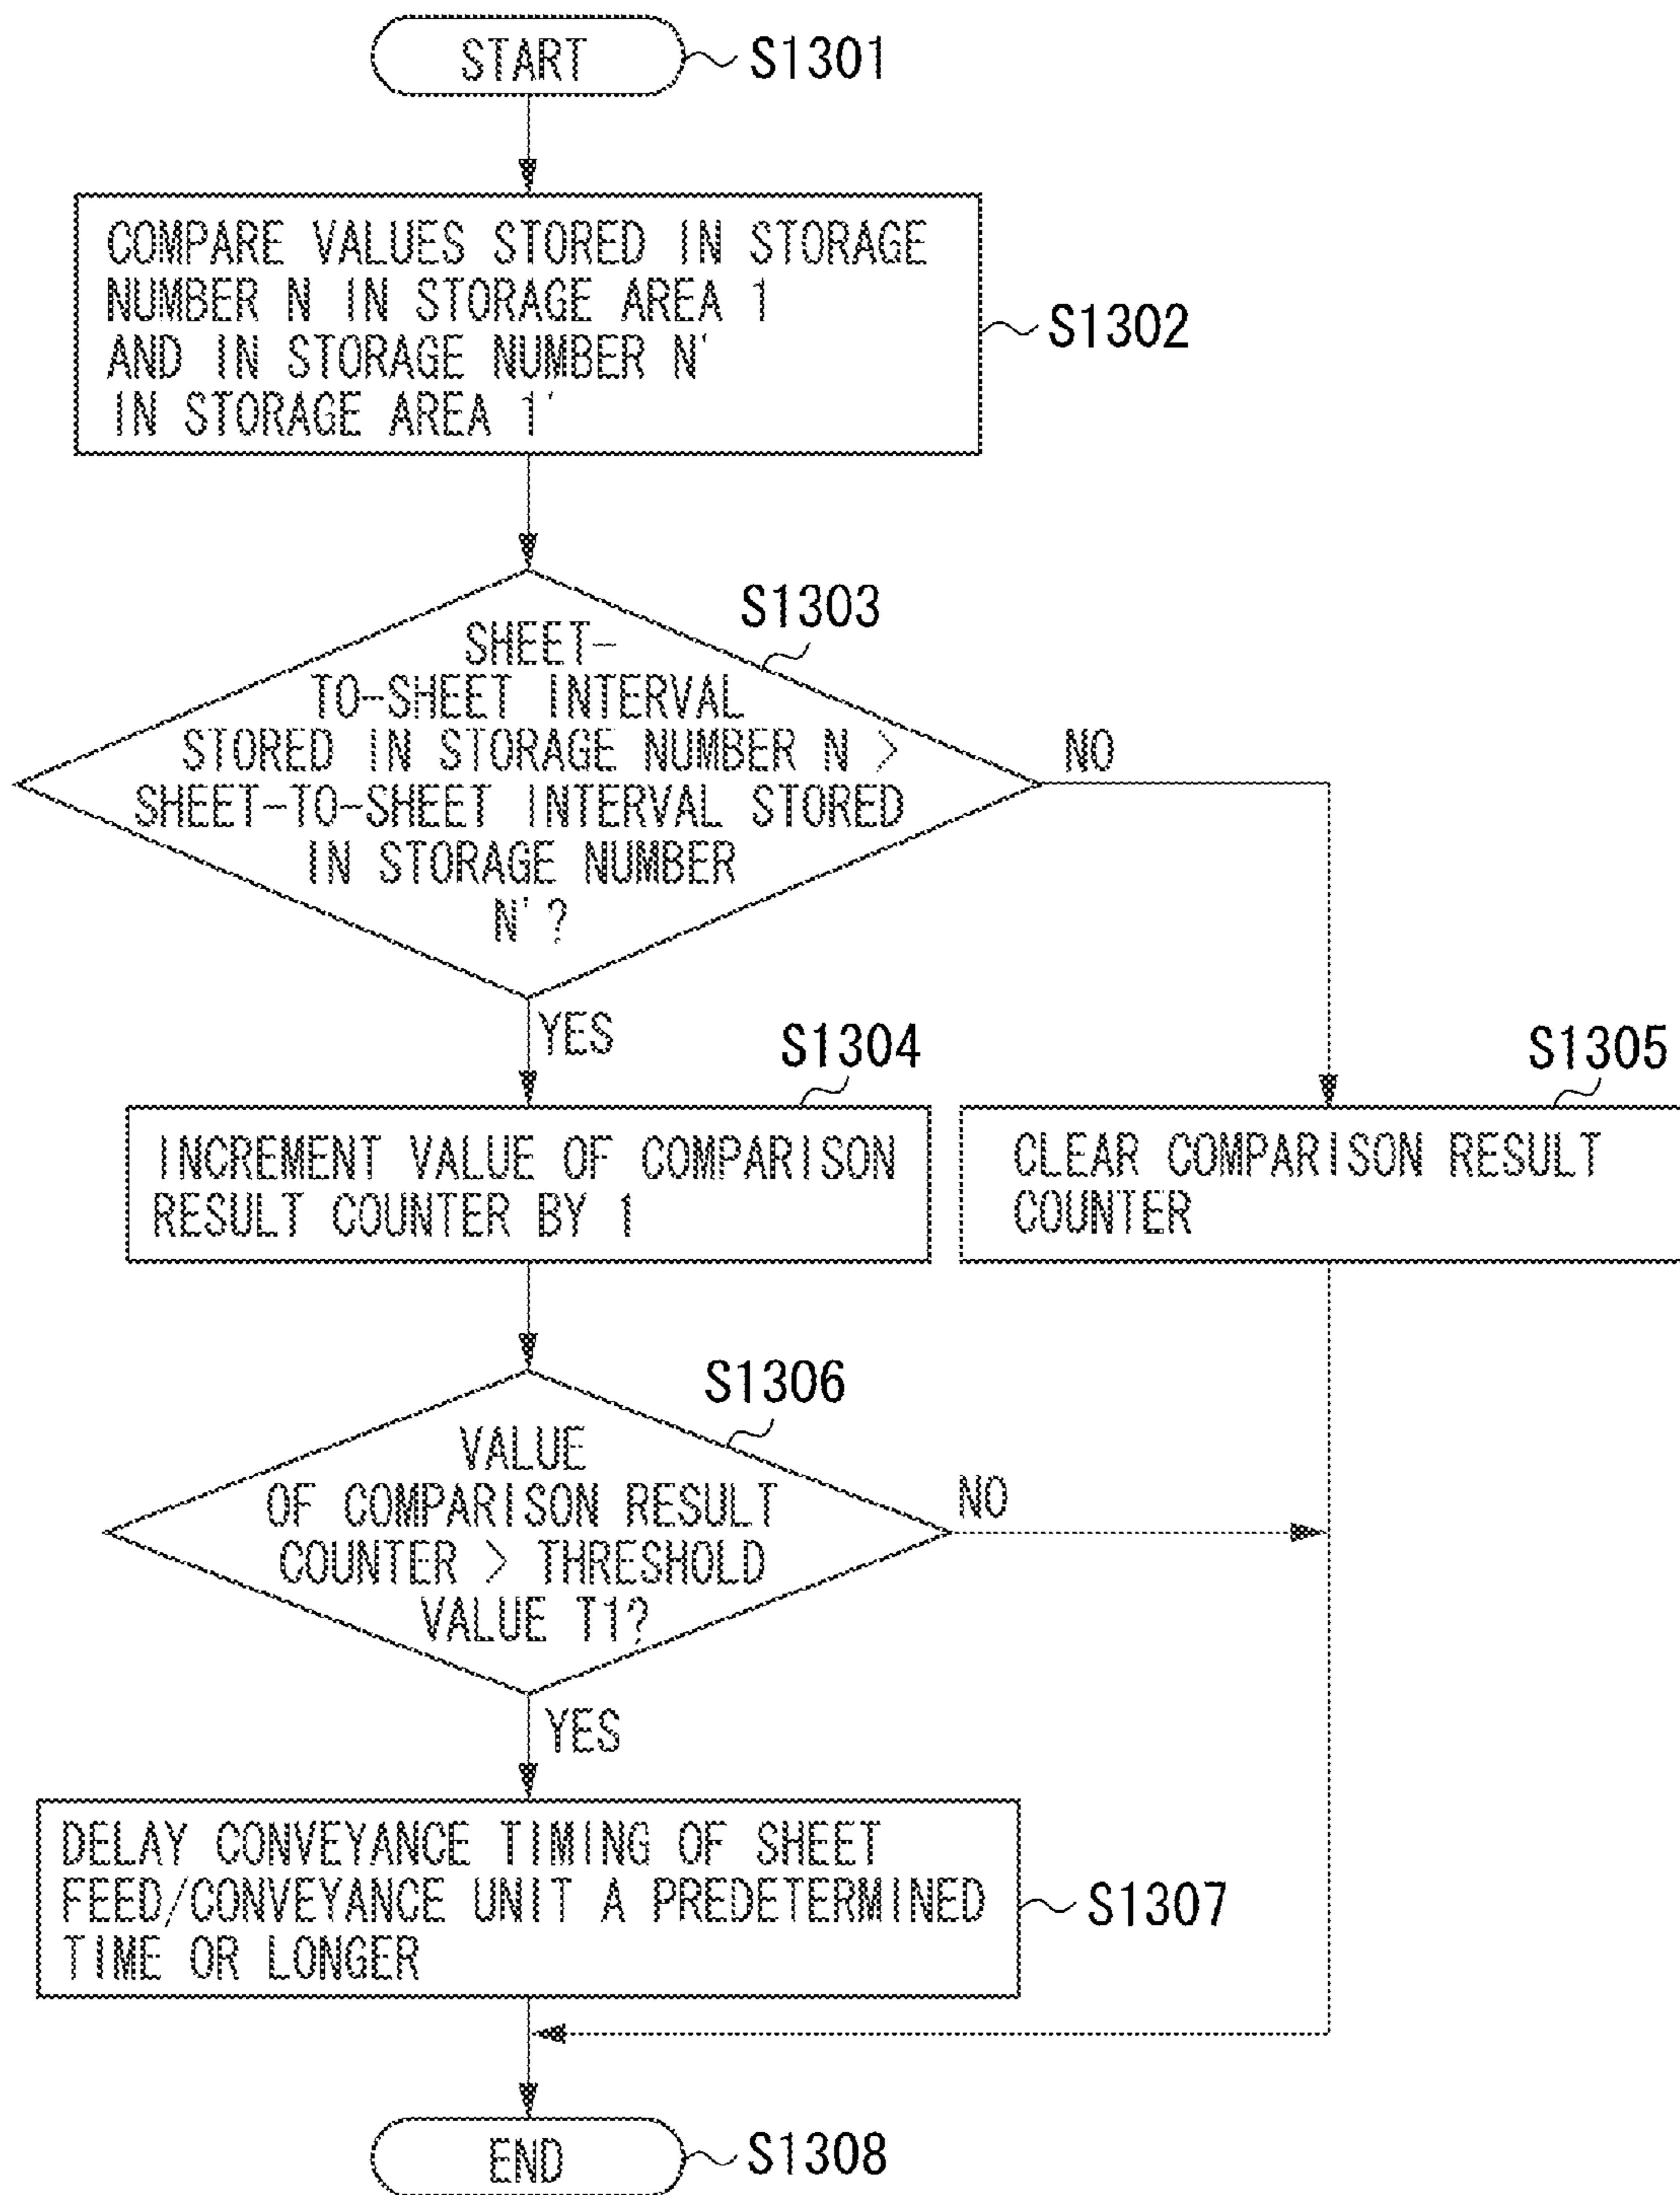 START
S1301
COMPARE VALUES STORED IN STORAGE
NUMBER N IN STORAGE AREA 1
AND IN STORAGE NUMBER N'
IN STORAGE AREA 1'
S1302
S1303
SHEET-
TO-SHEET INTERVAL
STORED IN STORAGE NUMBER N >
SHEET-TO-SHEET INTERVAL STORED
IN STORAGE NUMBER
N'?
NO
YES
S1304
INCREMENT VALUE OF COMPARISON
RESULT COUNTER BY 1
S1305
CLEAR COMPARISON RESULT
COUNTER
S1306
VALUE
OF COMPARISON RESULT
COUNTER > THRESHOLD
VALUE T1?
NO
YES
DELAY CONVEYANCE TIMING OF SHEET
FEED/CONVEYANCE UNIT A PREDETERMINED
TIME OR LONGER
S1307
END
S1308